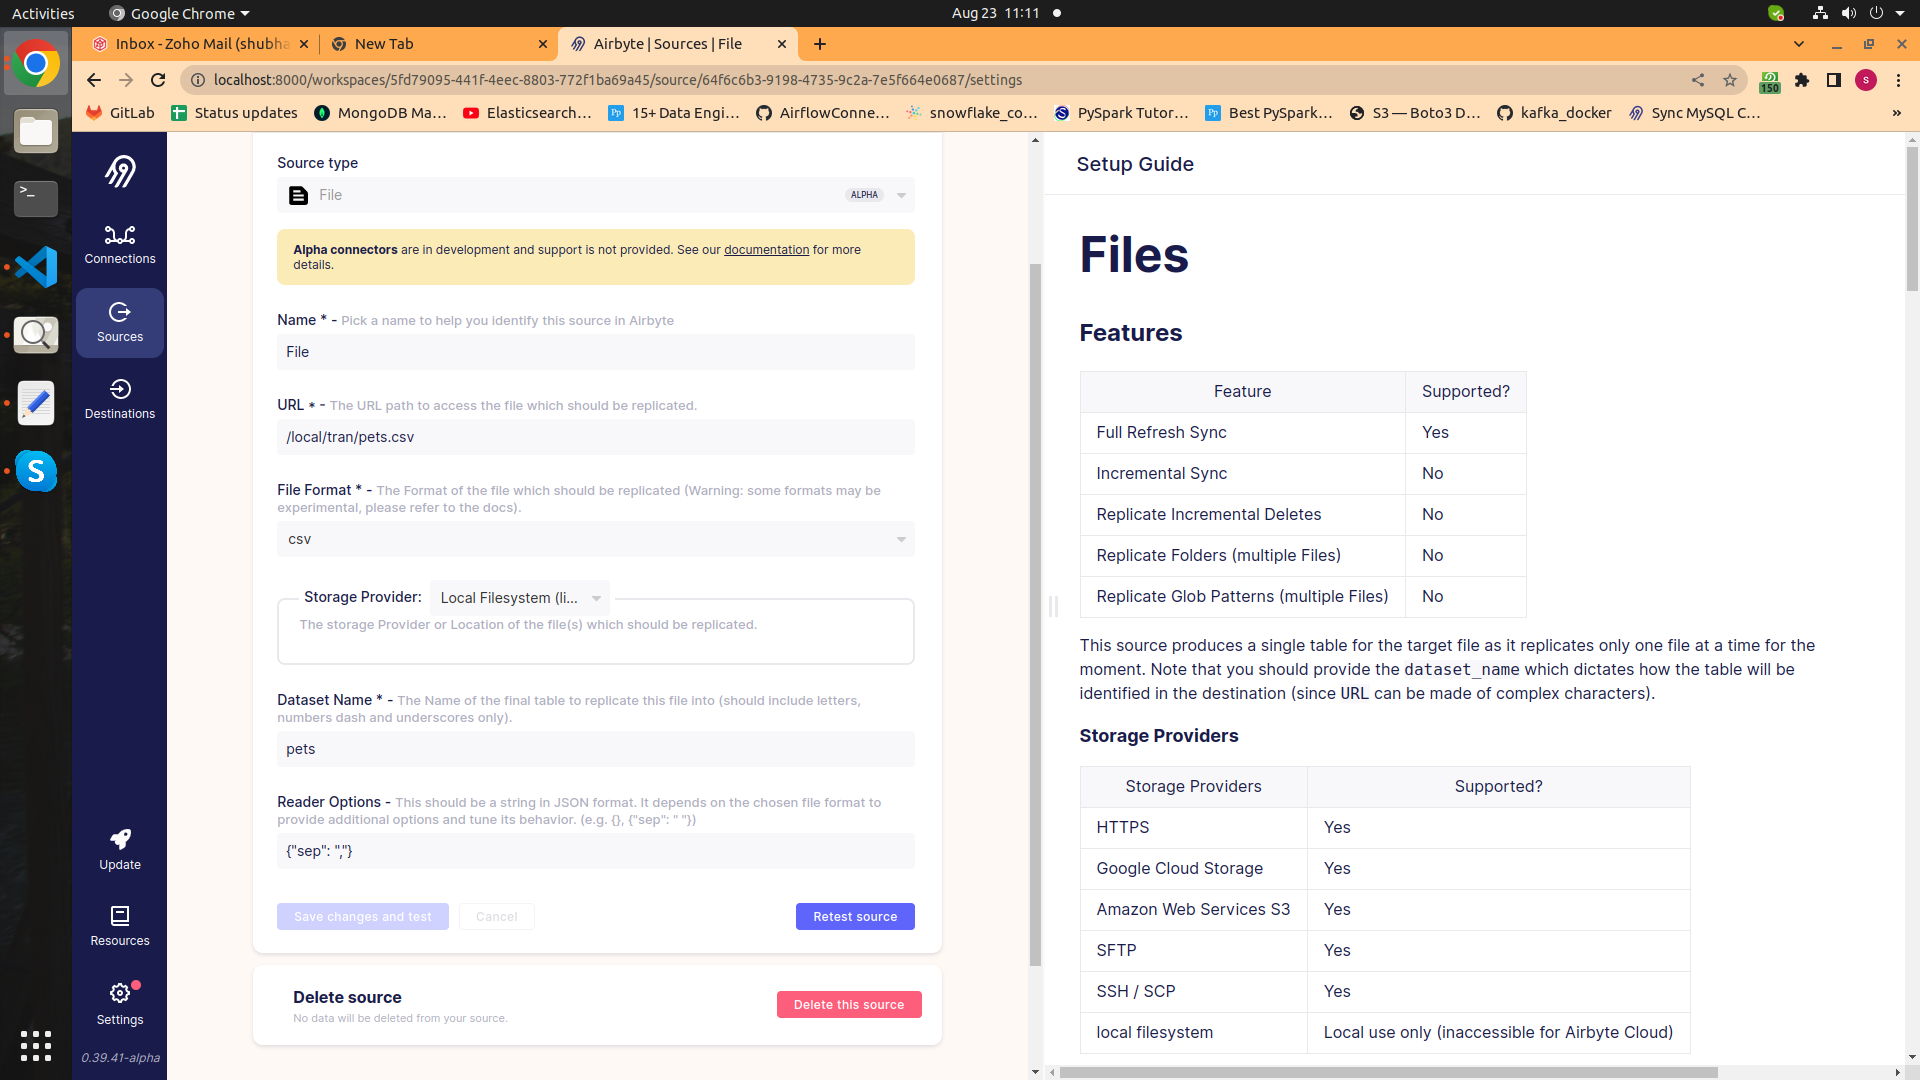 Activities
Google Chrome
Aug 23 11:11
Inbox - Zoho Mail (shubha
New Tab
Airbyte | Sources | File
localhost:8000/workspaces/5fd79095-441f-4eec-8803-772f1ba69a45/source/64f6c6b3-9198-4735-9c2a-7e5f664e0687/settings
150
S
GitLab
Status updates
MongoDB Ma...
Elasticsearch...
Pp 15+ Data Engi...
AirflowConne...
snowflake_co...
PySpark Tutor...
Pp Best PySpark...
S3 — Boto3 D...
kafka_docker
Sync MySQL C...
»
Connections
Sources
Destinations
Update
Resources
Settings
0.39.41-alpha
Source type
File
ALPHA
Alpha connectors are in development and support is not provided. See our documentation for more
details.
Name * - Pick a name to help you identify this source in Airbyte
File
URL * - The URL path to access the file which should be replicated.
/local/tran/pets.csv
File Format * - The Format of the file which should be replicated (Warning: some formats may be
experimental, please refer to the docs).
csv
Storage Provider: Local Filesystem (li...
The storage Provider or Location of the file(s) which should be replicated.
Dataset Name * - The Name of the final table to replicate this file into (should include letters,
numbers dash and underscores only).
pets
Reader Options - This should be a string in JSON format. It depends on the chosen file format to
provide additional options and tune its behavior. (e.g. {}, {"sep": " "})
{"sep": ","}
Save changes and test
Cancel
Retest source
Delete source
No data will be deleted from your source.
Delete this source
Setup Guide
Files
Features
Feature Supported?
Full Refresh Sync Yes
Incremental Sync No
Replicate Incremental Deletes No
Replicate Folders (multiple Files) No
Replicate Glob Patterns (multiple Files) No
This source produces a single table for the target file as it replicates only one file at a time for the
moment. Note that you should provide the dataset_name which dictates how the table will be
identified in the destination (since URL can be made of complex characters).
Storage Providers
Storage Providers Supported?
HTTPS Yes
Google Cloud Storage Yes
Amazon Web Services S3 Yes
SFTP Yes
SSH / SCP Yes
local filesystem Local use only (inaccessible for Airbyte Cloud)